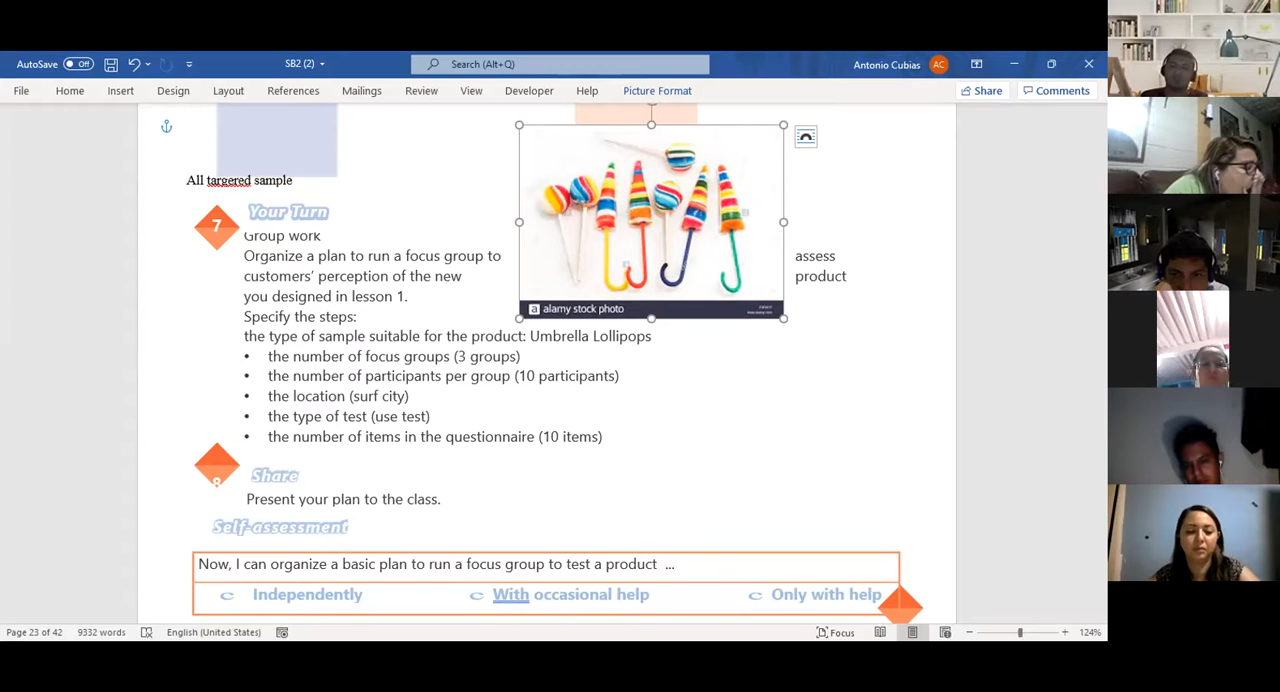 AutoSave Off SB2 (2) Search (Alt+Q) Antonio Cubias AC
File Home Insert Design Layout References Mailings Review View Developer Help Picture Format Share Comments
All targered sample
7 Your Turn
Group work
Organize a plan to run a focus group to assess
customers' perception of the new product
you designed in lesson 1.
a alamy stock photo
Specify the steps:
the type of sample suitable for the product: Umbrella Lollipops
• the number of focus groups (3 groups)
• the number of participants per group (10 participants)
• the location (surf city)
• the type of test (use test)
• the number of items in the questionnaire (10 items)
8 Share
Present your plan to the class.
Self-assessment
Now, I can organize a basic plan to run a focus group to test a product ...
Independently With occasional help Only with help
Page 23 of 42 9332 words English (United States) Focus 124%